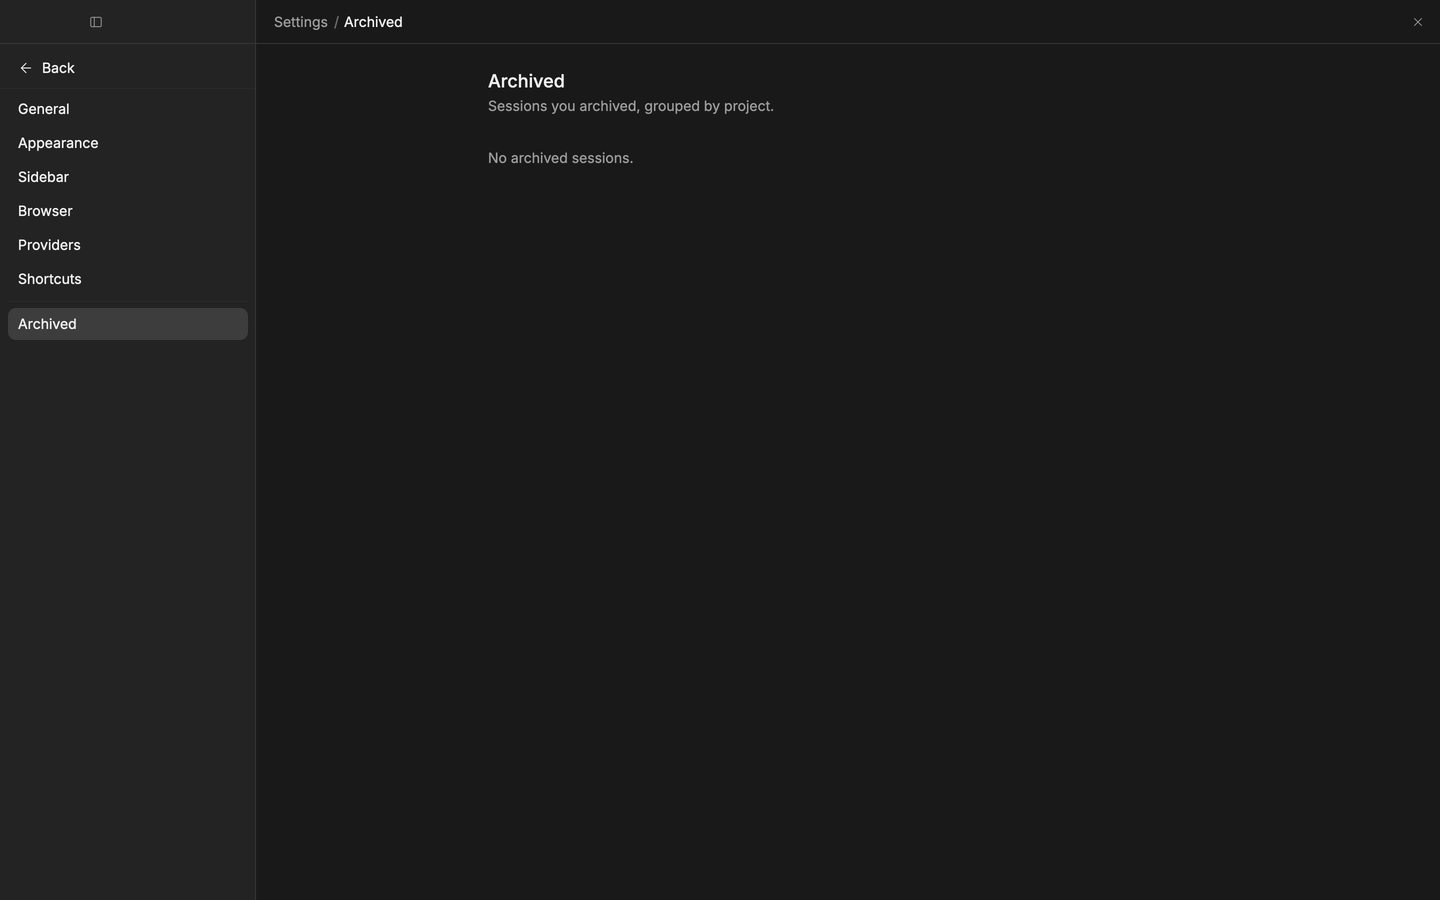 Settings / Archived
Back
General
Appearance
Sidebar
Browser
Providers
Shortcuts
Archived
Archived
Sessions you archived, grouped by project.
No archived sessions.